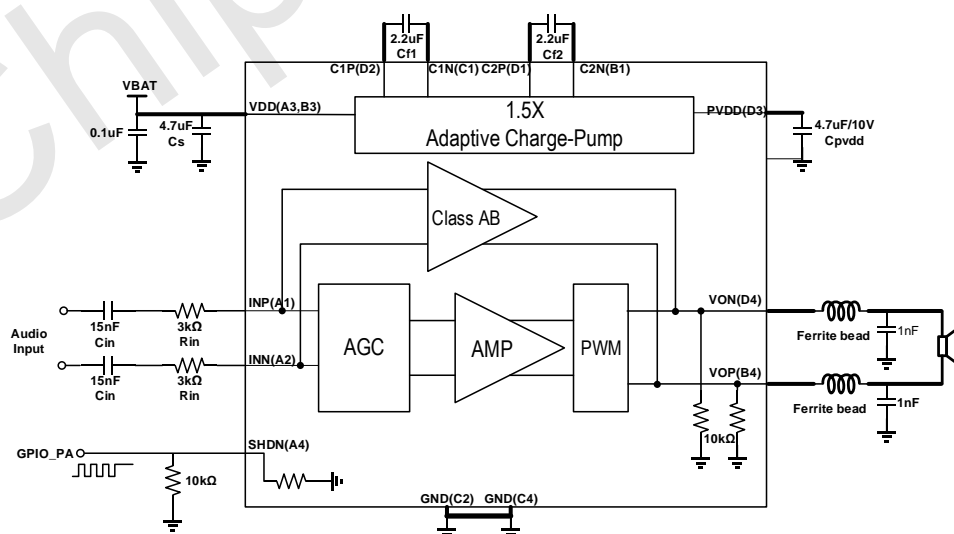 Chip
2.2uF
Cf1
2.2uF
Cf2
C1P(D2)
C1N(C1)
C2P(D1)
C2N(B1)
VBAT
VDD(A3,B3)
0.1uF
4.7uF
Cs
1.5X
Adaptive Charge-Pump
PVDD(D3)
4.7uF/10V
Cpvdd
Class AB
Audio
Input
15nF
Cin
3kΩ
Rin
INP(A1)
15nF
Cin
3kΩ
Rin
INN(A2)
AGC
AMP
PWM
VON(D4)
Ferrite bead
1nF
VOP(B4)
Ferrite bead
1nF
10kΩ
GPIO_PA
SHDN(A4)
10kΩ
GND(C2)
GND(C4)